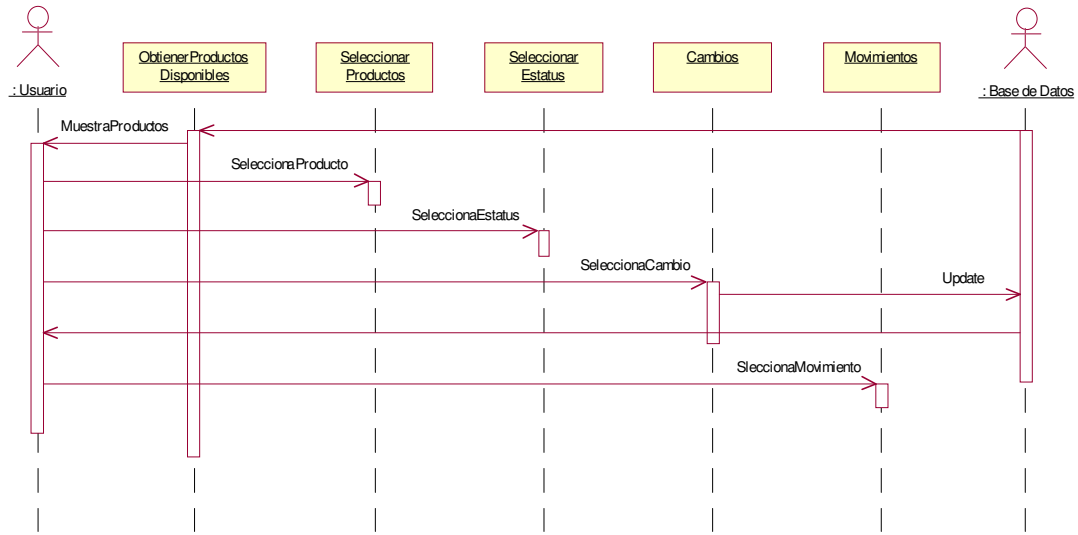 : Usuario
ObtienerProductos
Disponibles
Seleccionar
Productos
Seleccionar
Estatus
Cambios
Movimientos
: Base de Datos
MuestraProductos
SeleccionaProducto
SeleccionaEstatus
SeleccionaCambio
Update
SleccionaMovimiento